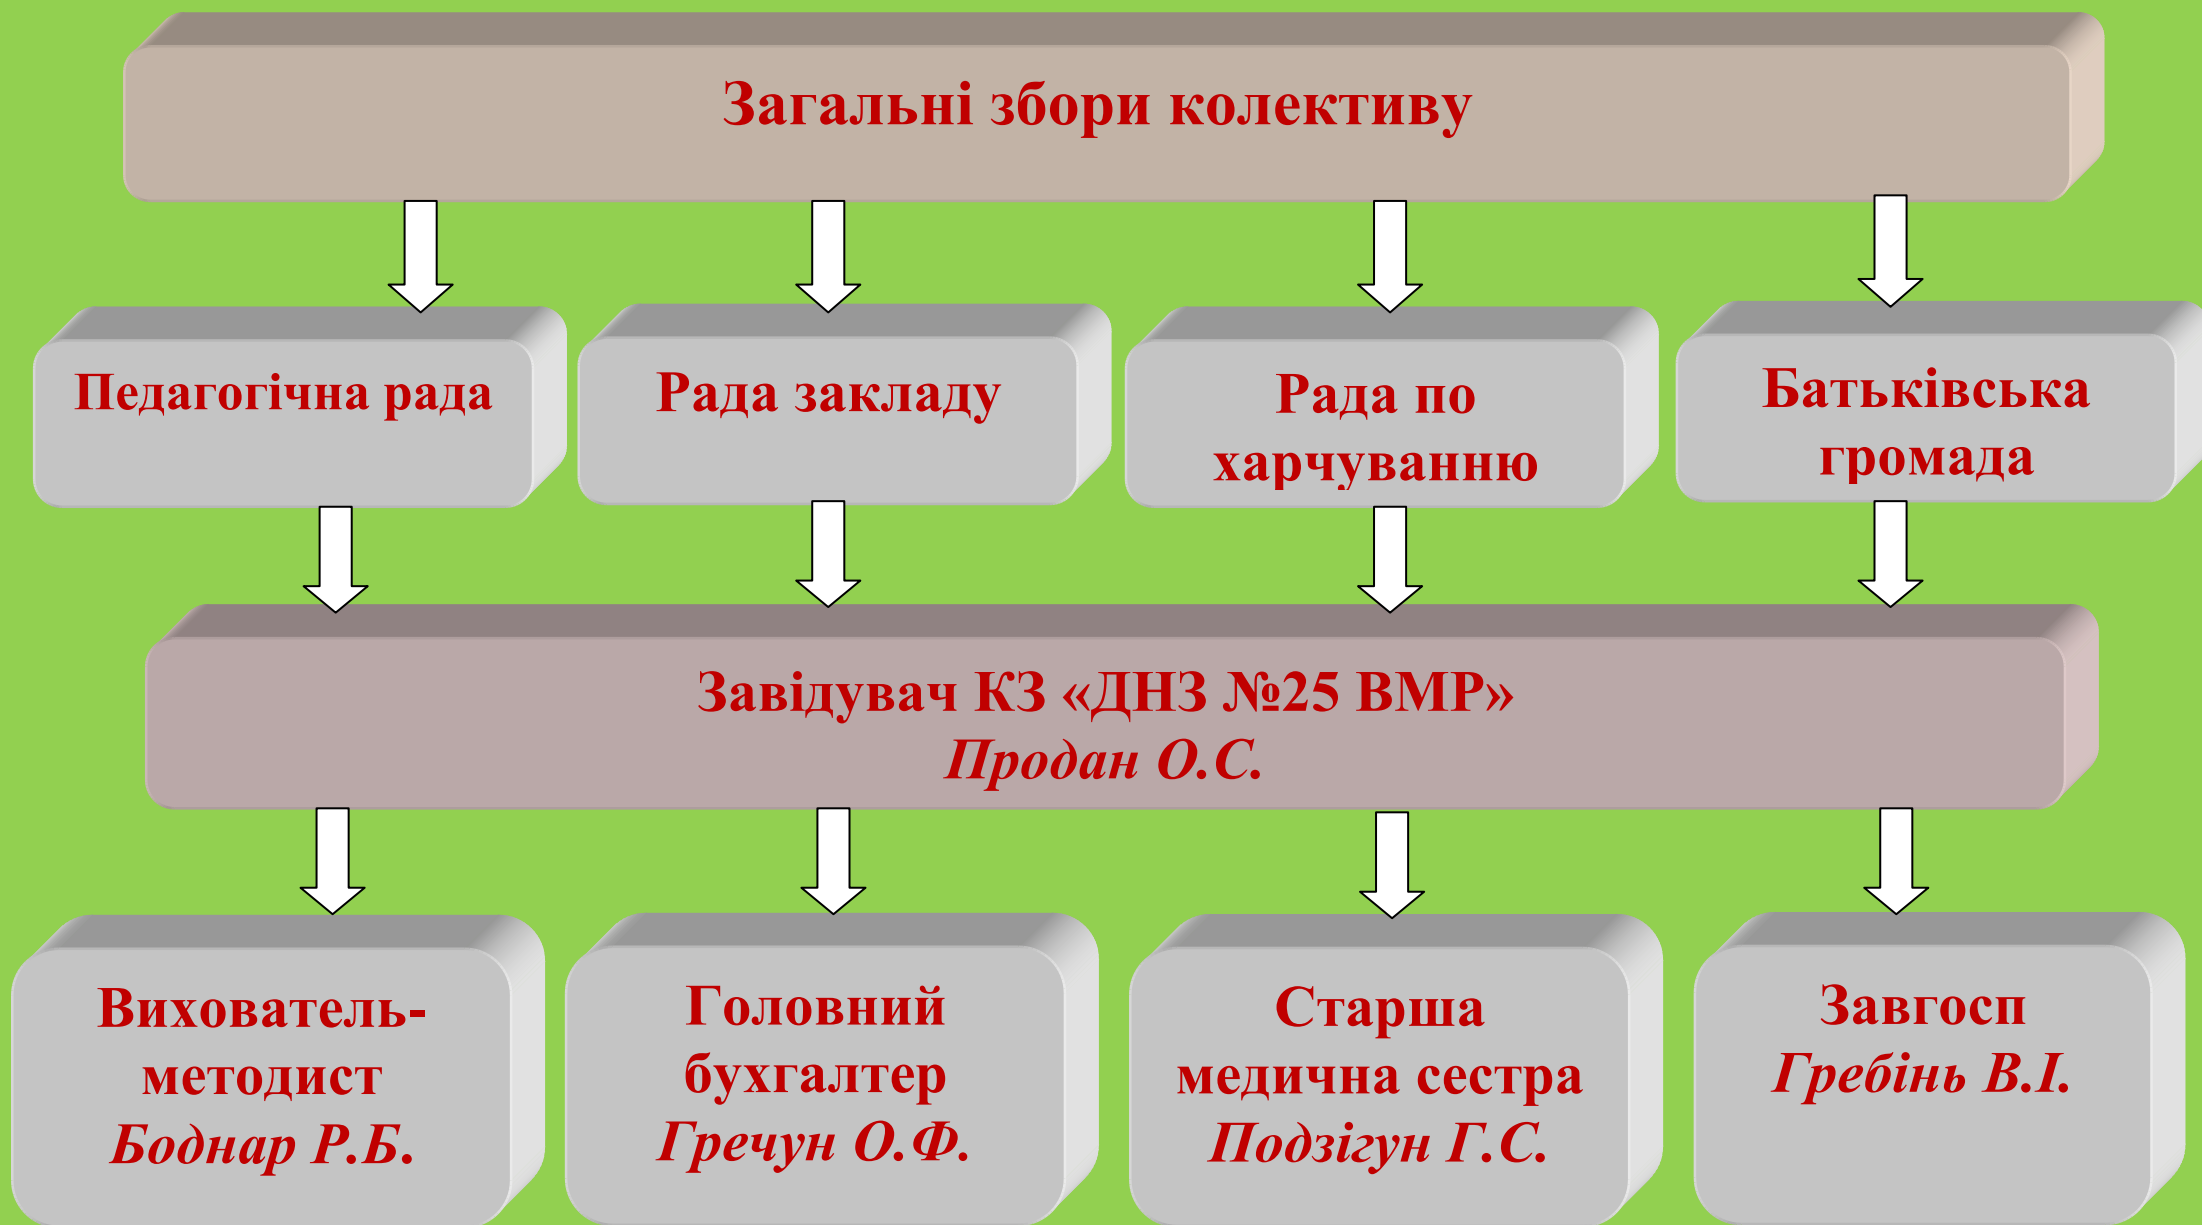 Загальні збори колективу
Педагогічна рада
Рада закладу
Рада по
харчуванню
Батьківська
громада
Завідувач КЗ «ДНЗ №25 ВМР»
Продан О.С.
Вихователь-
методист
Боднар Р.Б.
Головний
бухгалтер
Гречун О.Ф.
Старша
медична сестра
Подзігун Г.С.
Завгосп
Гребінь В.І.